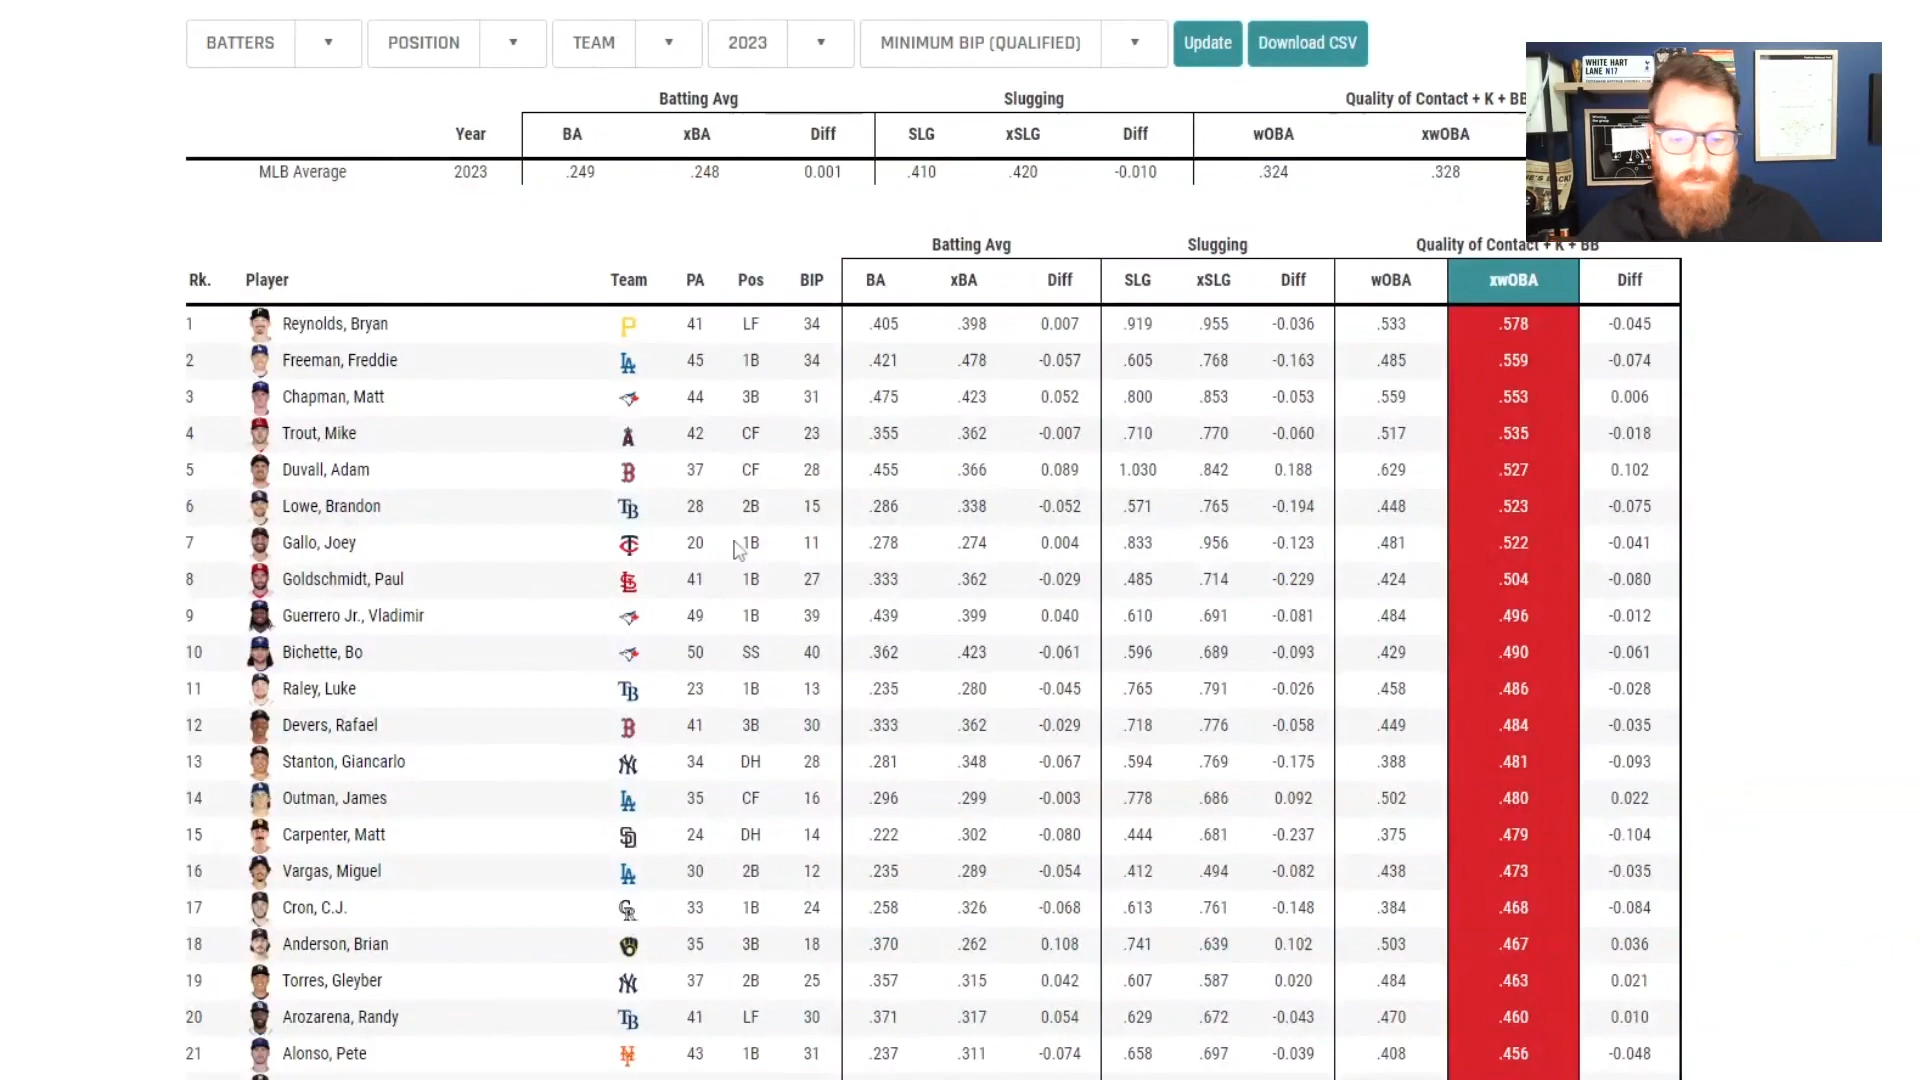 BATTERS POSITION TEAM 2023 MINIMUM BIP (QUALIFIED) Update Download CSV
WHITE HART
LANE N17
Batting Avg Slugging Quality of Contact + K + BB
Year BA xBA Diff SLG xSLG Diff wOBA xwOBA
MLB Average 2023 .249 .248 0.001 .410 .420 -0.010 .324 .328
Batting Avg Slugging Quality of Contact + K + BB
Rk. Player Team PA Pos BIP BA xBA Diff SLG xSLG Diff wOBA xwOBA Diff
1 Reynolds, Bryan P 41 LF 34 .405 .398 0.007 .919 .955 -0.036 .533 .578 -0.045
2 Freeman, Freddie LA 45 1B 34 .421 .478 -0.057 .605 .768 -0.163 .485 .559 -0.074
3 Chapman, Matt 44 3B 31 .475 .423 0.052 .800 .853 -0.053 .559 .553 0.006
4 Trout, Mike A 42 CF 23 .355 .362 -0.007 .710 .770 -0.060 .517 .535 -0.018
5 Duvall, Adam B 37 CF 28 .455 .366 0.089 1.030 .842 0.188 .629 .527 0.102
6 Lowe, Brandon TB 28 2B 15 .286 .338 -0.052 .571 .765 -0.194 .448 .523 -0.075
7 Gallo, Joey TC 20 1B 11 .278 .274 0.004 .833 .956 -0.123 .481 .522 -0.041
8 Goldschmidt, Paul STL 41 1B 27 .333 .362 -0.029 .485 .714 -0.229 .424 .504 -0.080
9 Guerrero Jr., Vladimir 49 1B 39 .439 .399 0.040 .610 .691 -0.081 .484 .496 -0.012
10 Bichette, Bo 50 SS 40 .362 .423 -0.061 .596 .689 -0.093 .429 .490 -0.061
11 Raley, Luke TB 23 1B 13 .235 .280 -0.045 .765 .791 -0.026 .458 .486 -0.028
12 Devers, Rafael B 41 3B 30 .333 .362 -0.029 .718 .776 -0.058 .449 .484 -0.035
13 Stanton, Giancarlo NY 34 DH 28 .281 .348 -0.067 .594 .769 -0.175 .388 .481 -0.093
14 Outman, James LA 35 CF 16 .296 .299 -0.003 .778 .686 0.092 .502 .480 0.022
15 Carpenter, Matt SD 24 DH 14 .222 .302 -0.080 .444 .681 -0.237 .375 .479 -0.104
16 Vargas, Miguel LA 30 2B 12 .235 .289 -0.054 .412 .494 -0.082 .438 .473 -0.035
17 Cron, C.J. CR 33 1B 24 .258 .326 -0.068 .613 .761 -0.148 .384 .468 -0.084
18 Anderson, Brian 35 3B 18 .370 .262 0.108 .741 .639 0.102 .503 .467 0.036
19 Torres, Gleyber NY 37 2B 25 .357 .315 0.042 .607 .587 0.020 .484 .463 0.021
20 Arozarena, Randy TB 41 LF 30 .371 .317 0.054 .629 .672 -0.043 .470 .460 0.010
21 Alonso, Pete NY 43 1B 31 .237 .311 -0.074 .658 .697 -0.039 .408 .456 -0.048